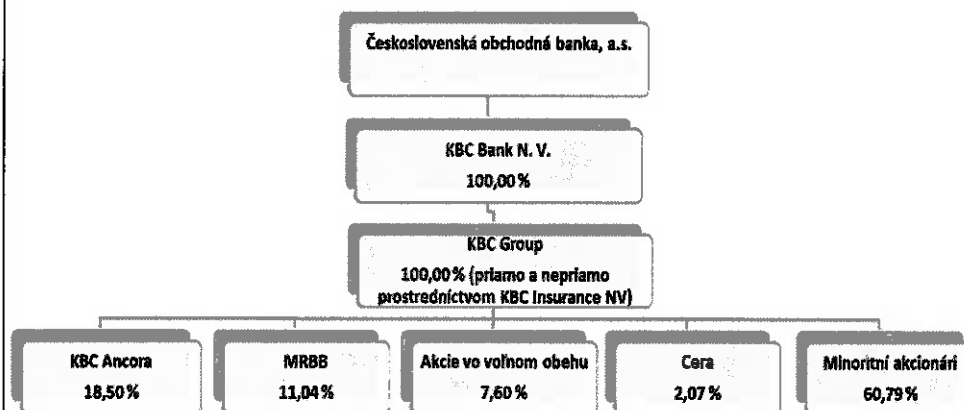 Československá obchodná banka, a.s.
KBC Bank N. V.
100,00 %
KBC Group
100,00 % (priamo a nepriamo
prostredníctvom KBC Insurance NV)
KBC Ancora
18,50 %
MRBB
11,04 %
Akcie vo voľnom obehu
7,60 %
Cera
2,07 %
Minoritní akcionári
60,79 %